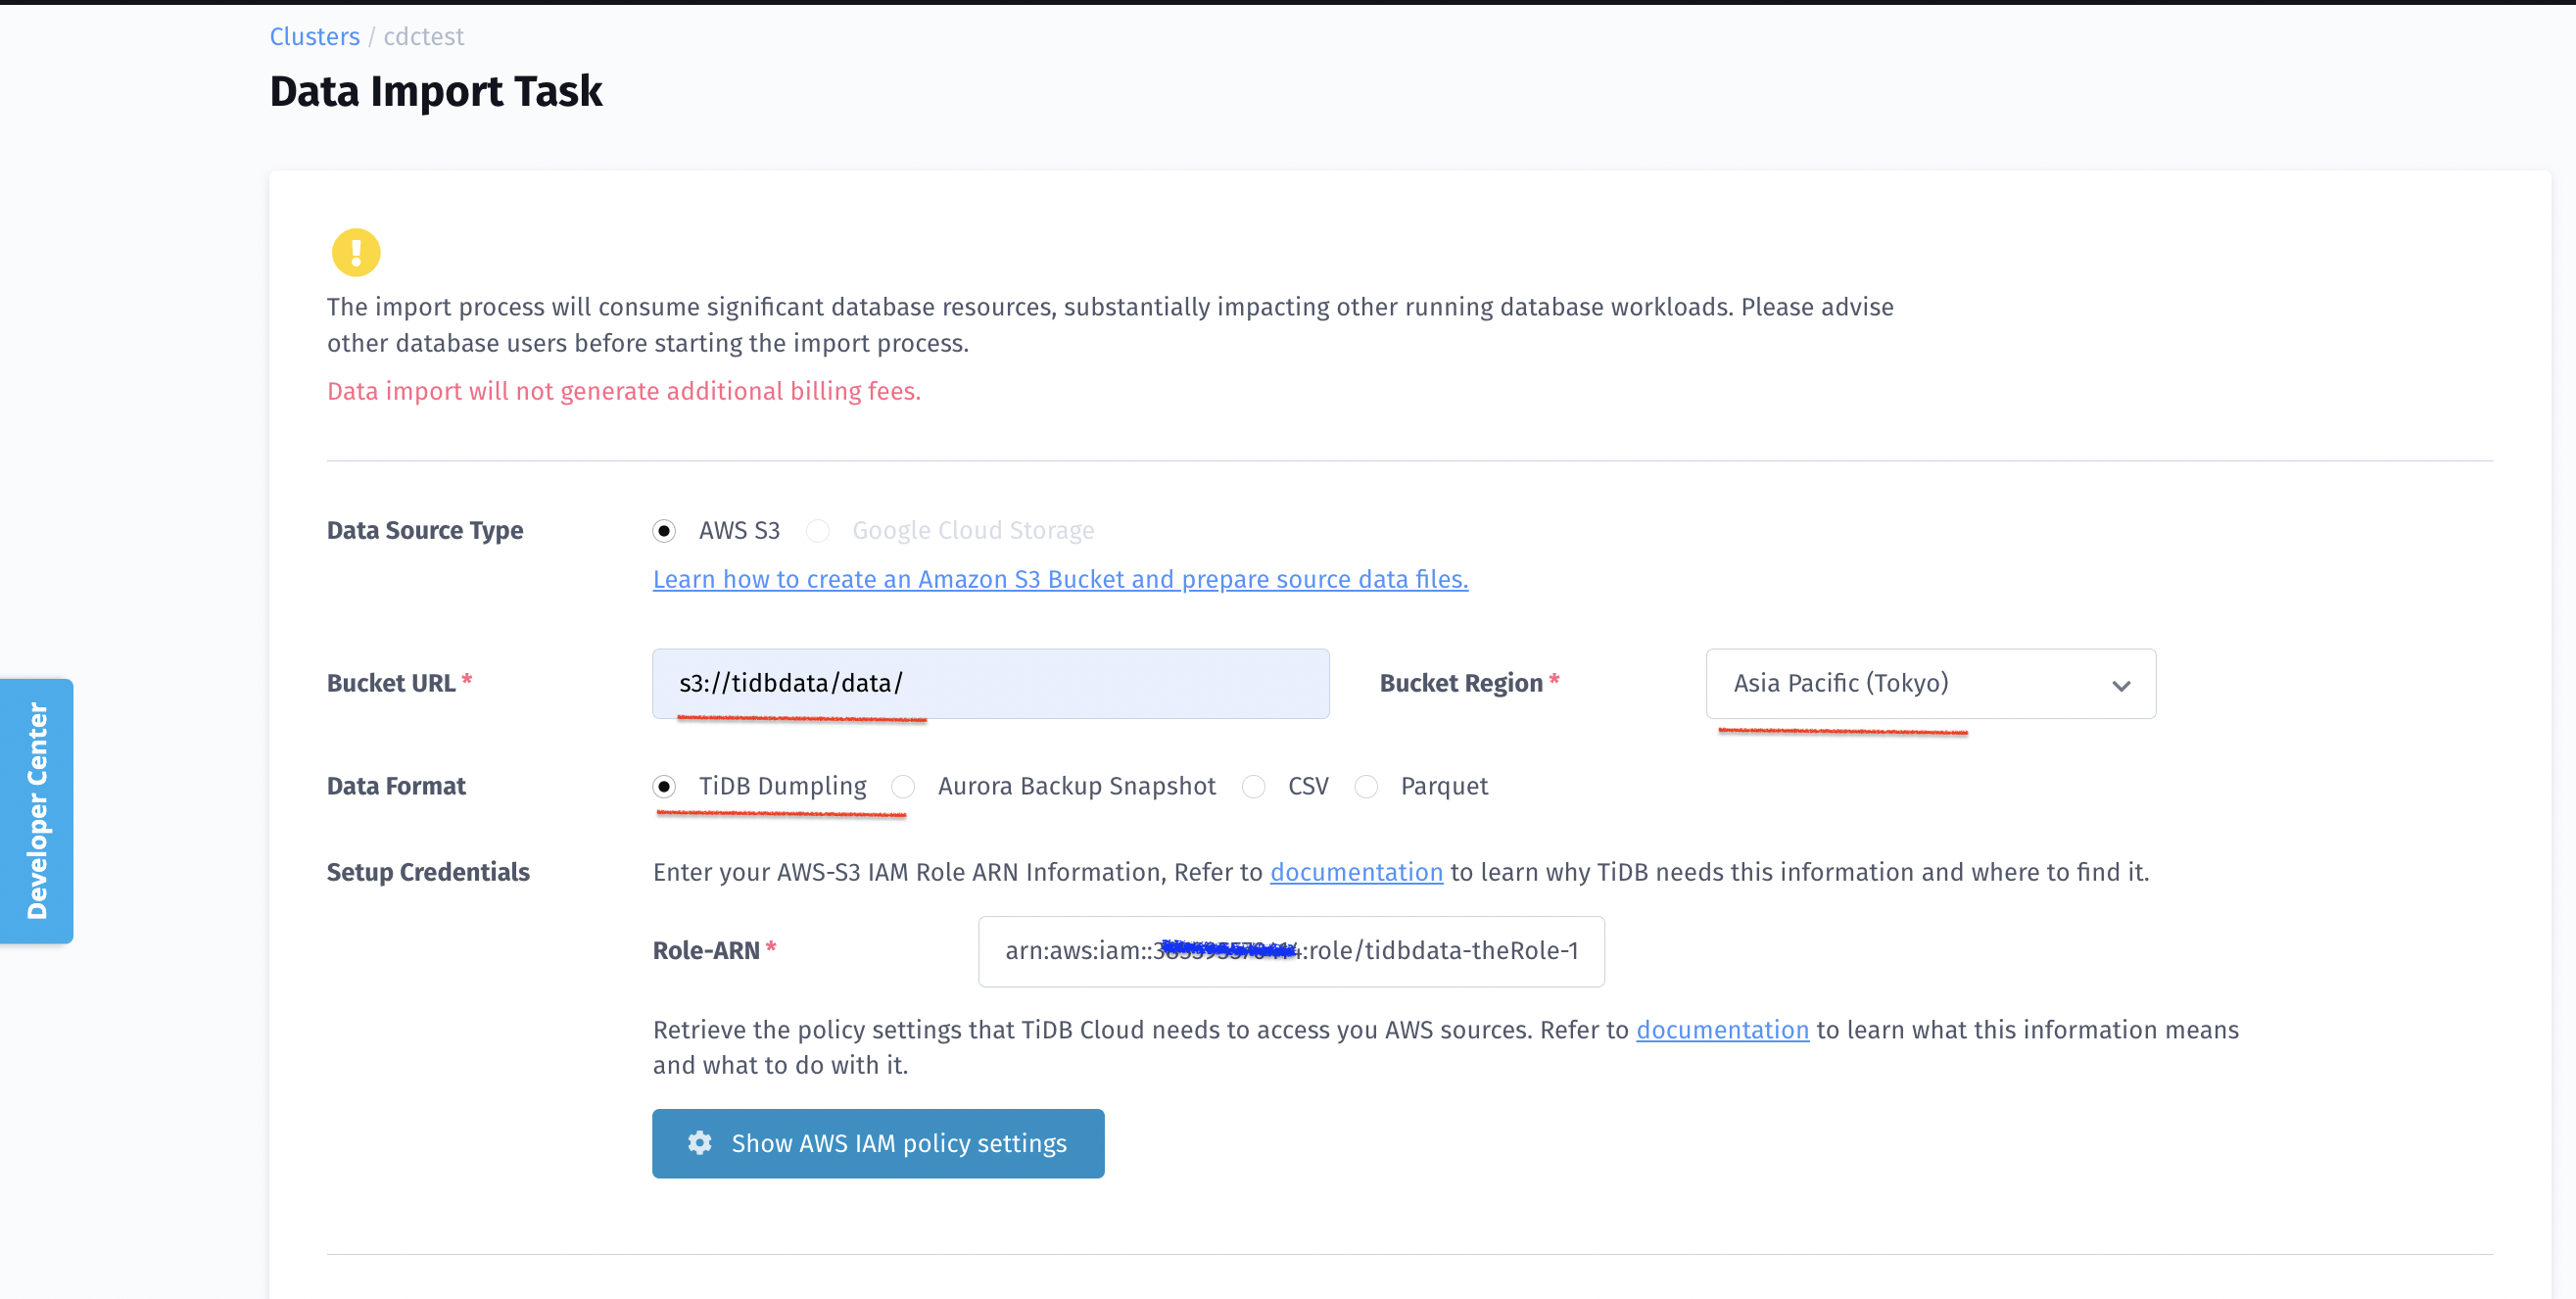 Clusters / cdctest
Data Import Task
The import process will consume significant database resources, substantially impacting other running database workloads. Please advise
other database users before starting the import process.
Data import will not generate additional billing fees.
Data Source Type AWS S3 Google Cloud Storage
Learn how to create an Amazon S3 Bucket and prepare source data files.
Bucket URL * s3://tidbdata/data/ Bucket Region * Asia Pacific (Tokyo)
Data Format TiDB Dumpling Aurora Backup Snapshot CSV Parquet
Developer Center
Setup Credentials Enter your AWS-S3 IAM Role ARN Information, Refer to documentation to learn why TiDB needs this information and where to find it.
Role-ARN * arn:aws:iam:: :role/tidbdata-theRole-1
Retrieve the policy settings that TiDB Cloud needs to access you AWS sources. Refer to documentation to learn what this information means
and what to do with it.
Show AWS IAM policy settings